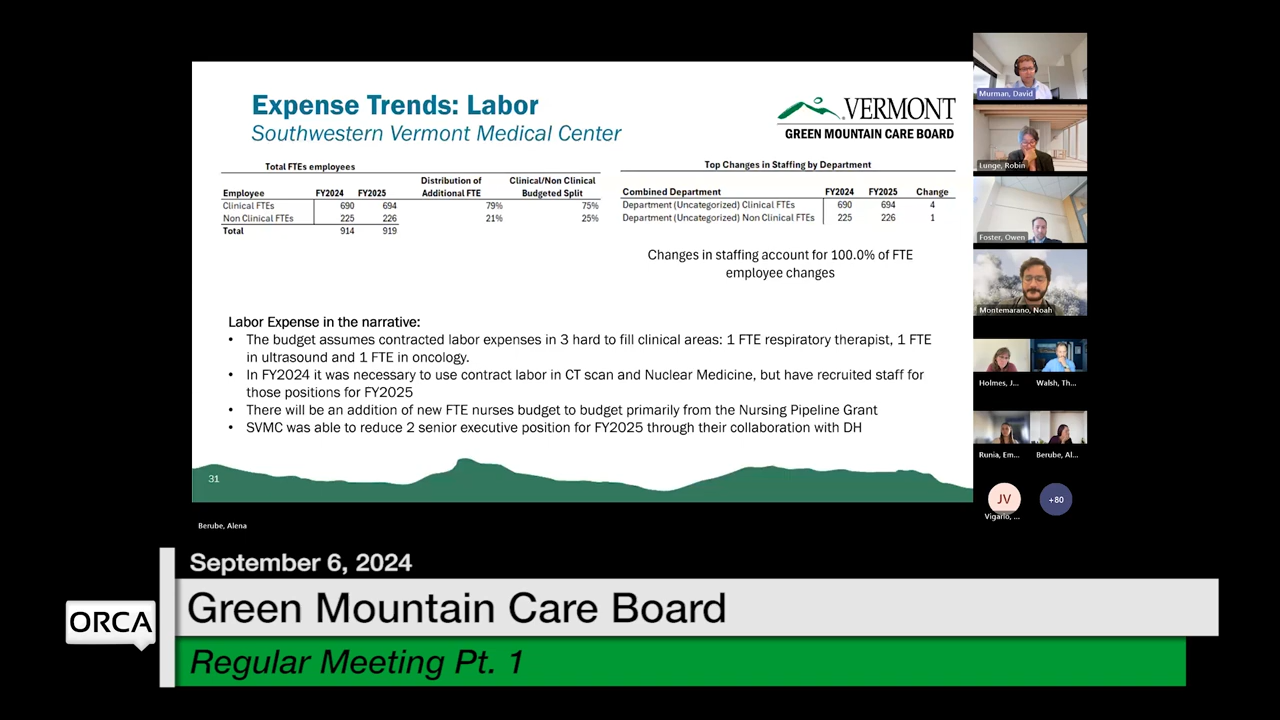 Expense Trends: Labor
Southwestern Vermont Medical Center
VERMONT
GREEN MOUNTAIN CARE BOARD
Total FTEs employees
Distribution of Clinical/Non Clinical
Employee FY2024 FY2025 Additional FTE Budgeted Split
Clinical FTEs 690 694 79% 75%
Non Clinical FTEs 225 226 21% 25%
Total 914 919
Top Changes in Staffing by Department
Combined Department FY2024 FY2025 Change
Department (Uncategorized) Clinical FTEs 690 694 4
Department (Uncategorized) Non Clinical FTEs 225 226 1
Changes in staffing account for 100.0% of FTE
employee changes
Labor Expense in the narrative:
• The budget assumes contracted labor expenses in 3 hard to fill clinical areas: 1 FTE respiratory therapist, 1 FTE
in ultrasound and 1 FTE in oncology.
• In FY2024 it was necessary to use contract labor in CT scan and Nuclear Medicine, but have recruited staff for
those positions for FY2025
• There will be an addition of new FTE nurses budget to budget primarily from the Nursing Pipeline Grant
• SVMC was able to reduce 2 senior executive position for FY2025 through their collaboration with DH
31
Berube, Alena
Murman, David
Lunge, Robin
Foster, Owen
Montemarano, Noah
Holmes, J... Walsh, Th...
Runia, Em... Berube, Al...
JV +80
Vigario, ...
September 6, 2024
Green Mountain Care Board
ORCA
Regular Meeting Pt. 1